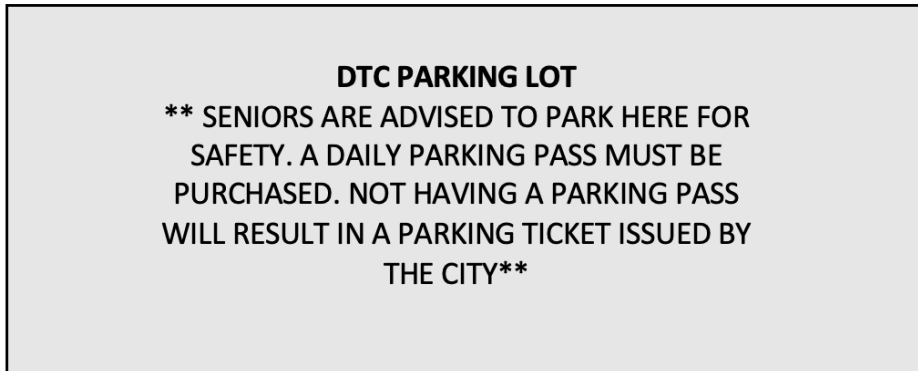 DTC PARKING LOT
** SENIORS ARE ADVISED TO PARK HERE FOR
SAFETY. A DAILY PARKING PASS MUST BE
PURCHASED. NOT HAVING A PARKING PASS
WILL RESULT IN A PARKING TICKET ISSUED BY
THE CITY**